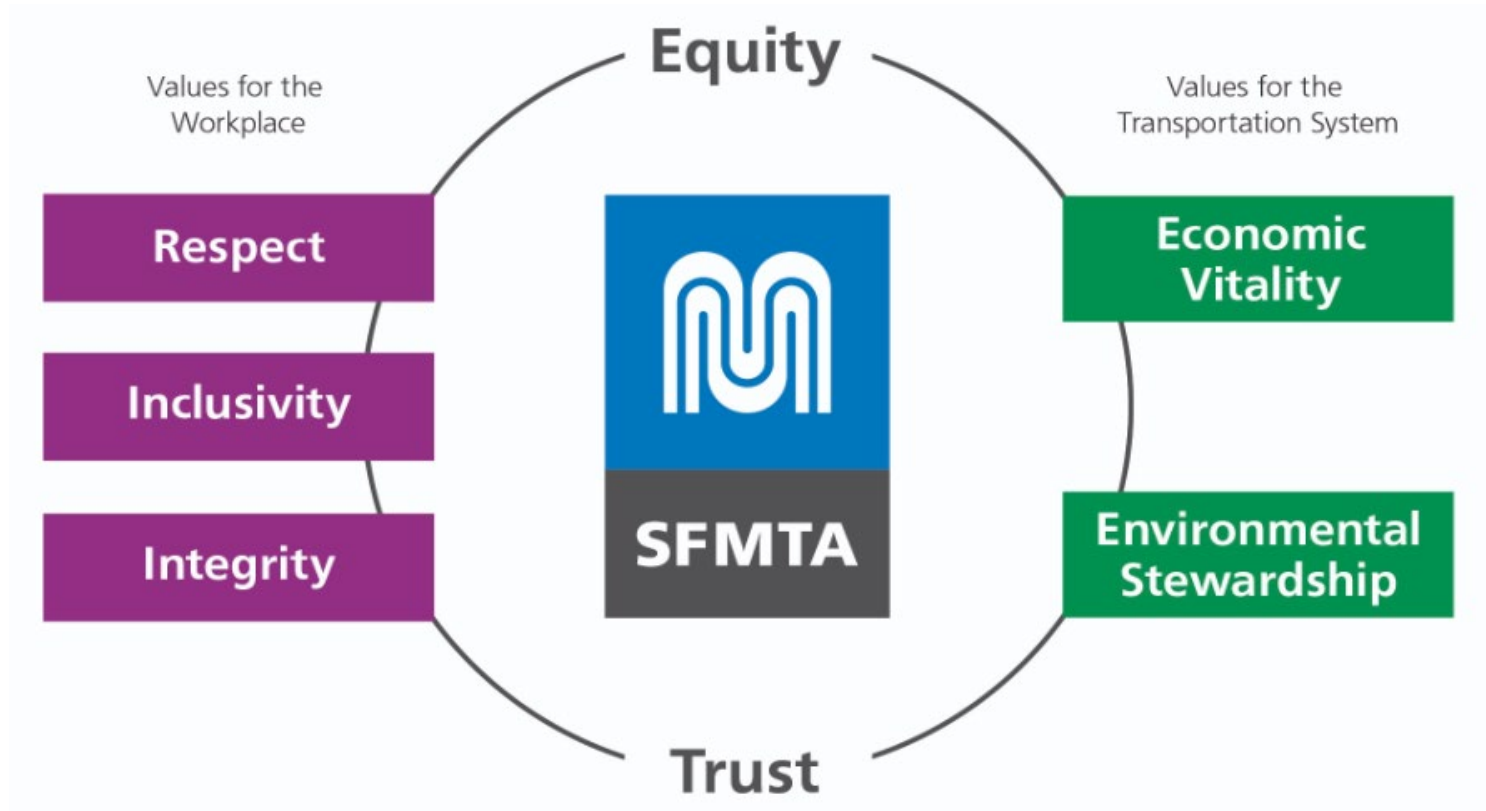 Equity
Values for the
Workplace
Values for the
Transportation System
Respect
Inclusivity
Integrity
SFMTA
Economic
Vitality
Environmental
Stewardship
Trust